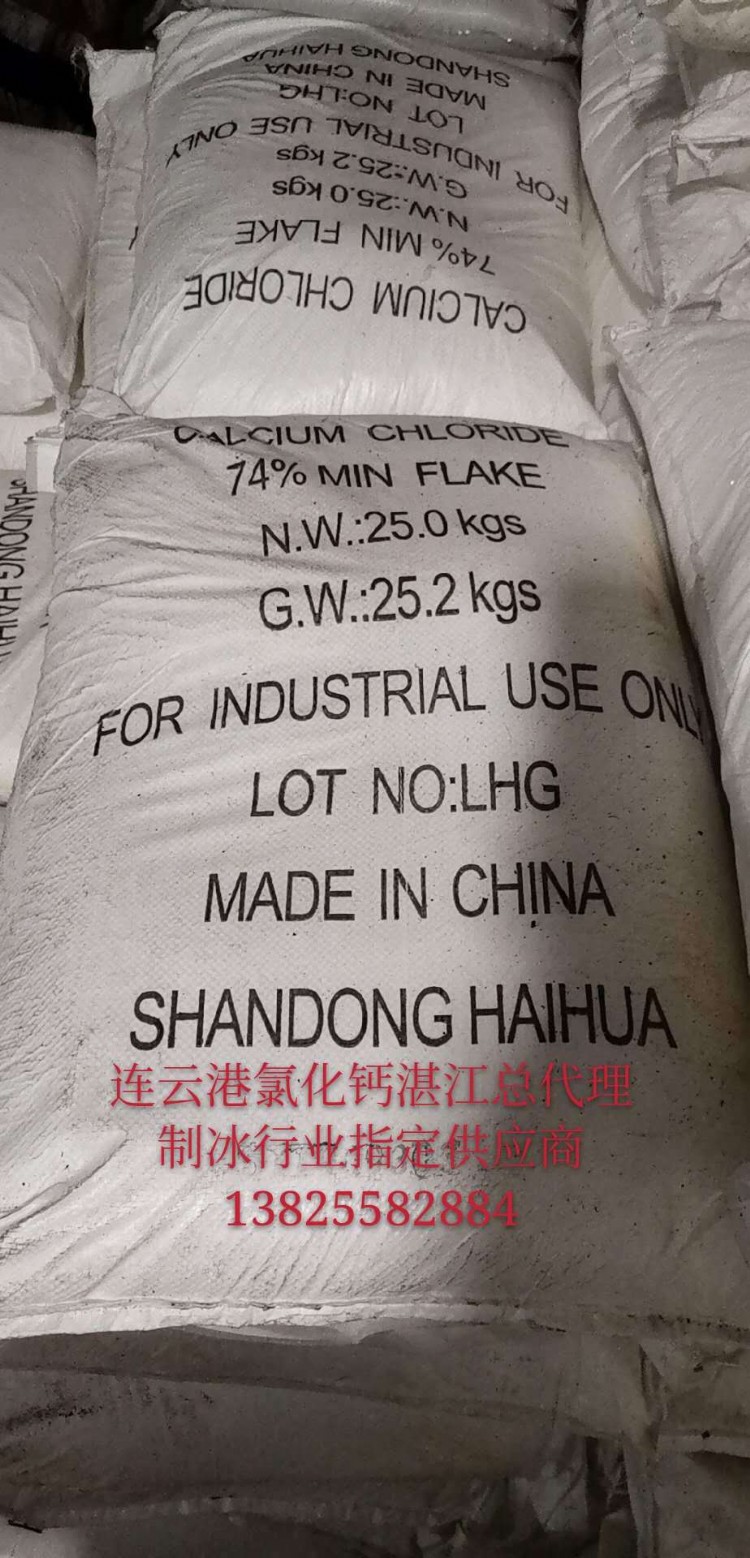 SHANDONG HAIHUA
MADE IN CHINA
LOT NO:LHG
FOR INDUSTRIAL USE ONLY
G.W.:25.2 kgs
N.W.:25.0 kgs
74% MIN FLAKE
CALCIUM CHLORIDE
CALCIUM CHLORIDE
74% MIN FLAKE
N.W.:25.0 kgs
G.W.:25.2 kgs
FOR INDUSTRIAL USE ONLY
LOT NO:LHG
MADE IN CHINA
SHANDONG HAIHUA
SHANDONG
连云港氯化钙湛江总代理
制冰行业指定供应商
13825582884